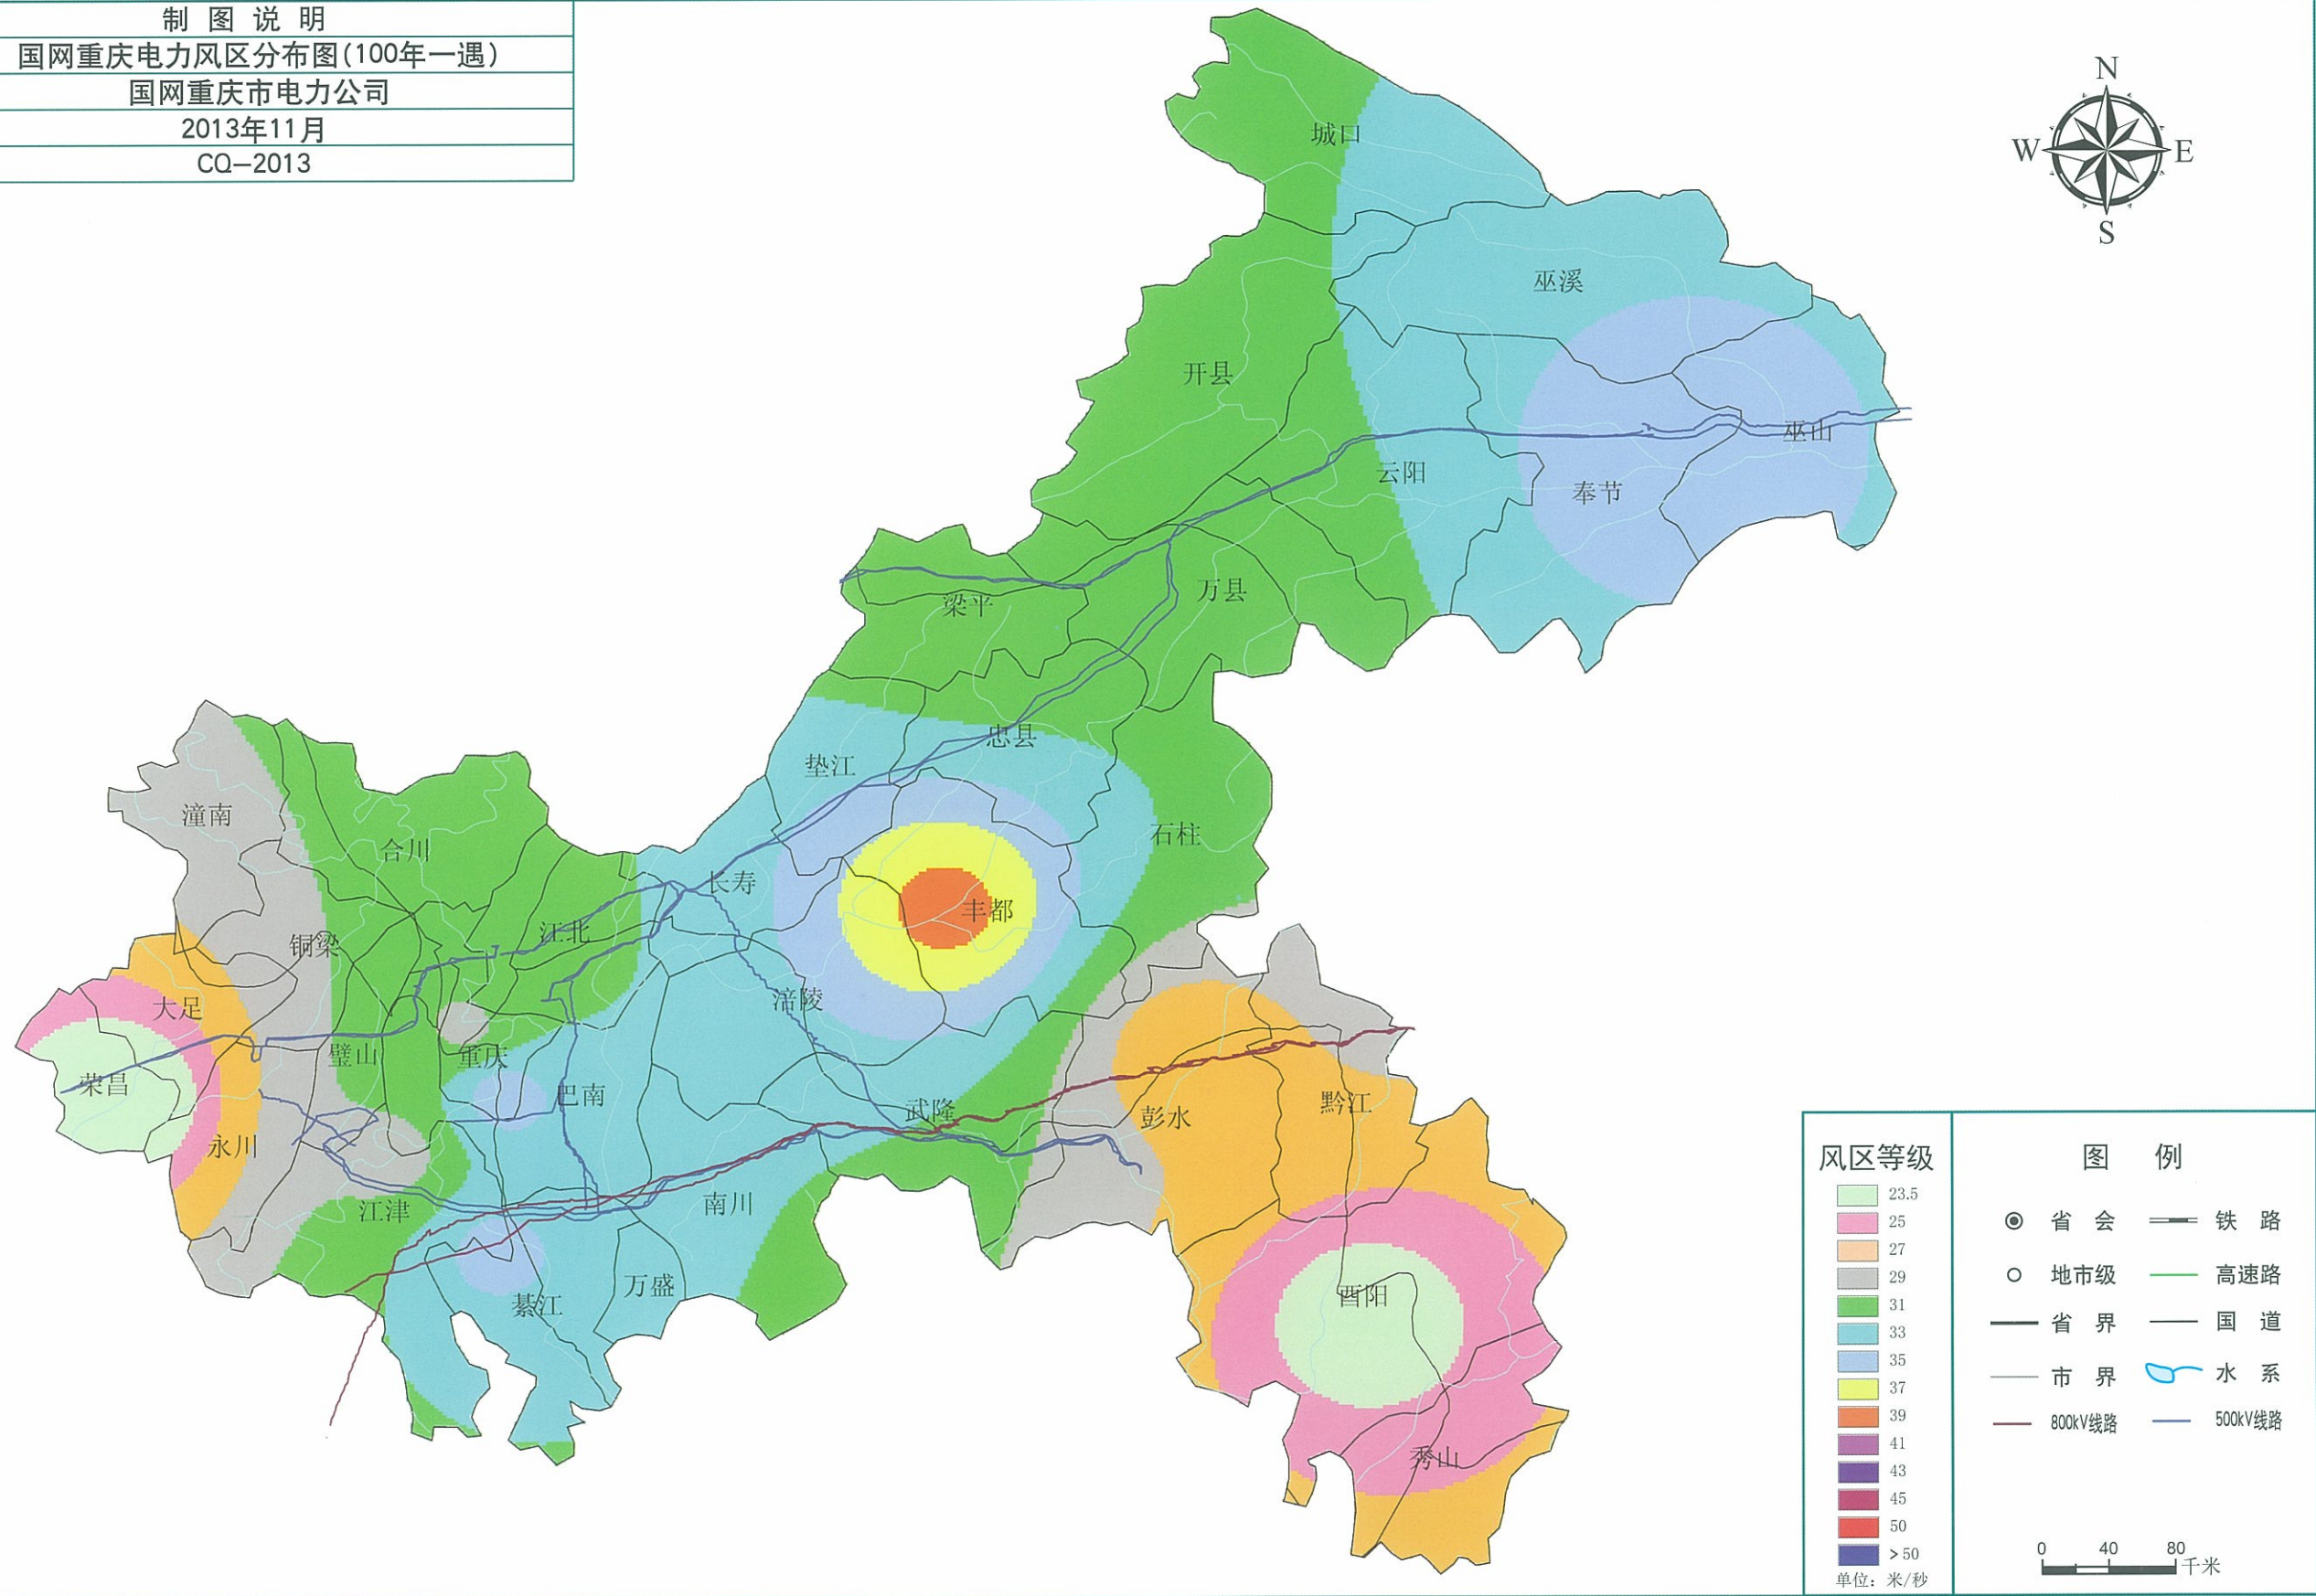 制图说明
国网重庆电力风区分布图(100年一遇)
国网重庆市电力公司
2013年11月
CQ-2013
N
W
E
S
城口
巫溪
开县
巫山
云阳
奉节
万县
梁平
忠县
垫江
潼南
石柱
合川
长寿
丰都
江北
铜梁
涪陵
大足
璧山
重庆
荣昌
巴南
武隆
彭水
黔江
永川
江津
南川
万盛
綦江
酉阳
秀山
风区等级
23.5
25
27
29
31
33
35
37
39
41
43
45
50
>50
单位：米/秒
图 例
省 会 铁 路
地市级 高速路
省 界 国 道
市 界 水 系
800kV线路 500kV线路
0 40 80
千米